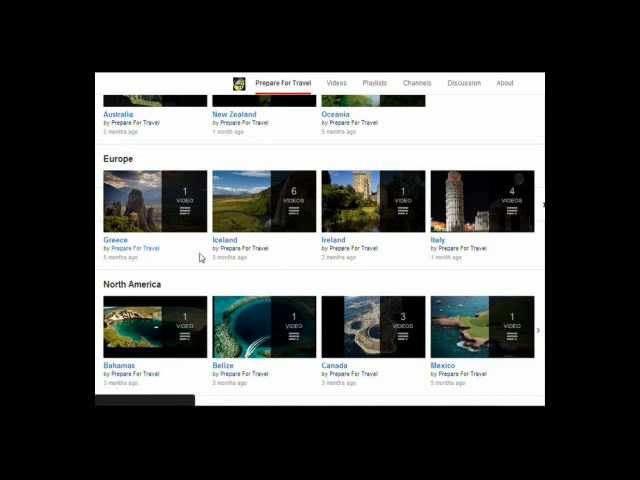 Prepare For Travel Videos Playlists Channels Discussion About
Australia New Zealand Oceania
by Prepare For Travel by Prepare For Travel by Prepare For Travel
5 months ago 1 month ago 5 months ago
Europe
1 6 1 4
VIDEO VIDEOS VIDEO VIDEOS
Greece Iceland Ireland Italy
by Prepare For Travel by Prepare For Travel by Prepare For Travel by Prepare For Travel
5 months ago 5 months ago 2 months ago 1 month ago
North America
1 1 3 1
VIDEO VIDEO VIDEOS VIDEO
Bahamas Belize Canada Mexico
by Prepare For Travel by Prepare For Travel by Prepare For Travel by Prepare For Travel
3 months ago 3 months ago 3 months ago 5 months ago